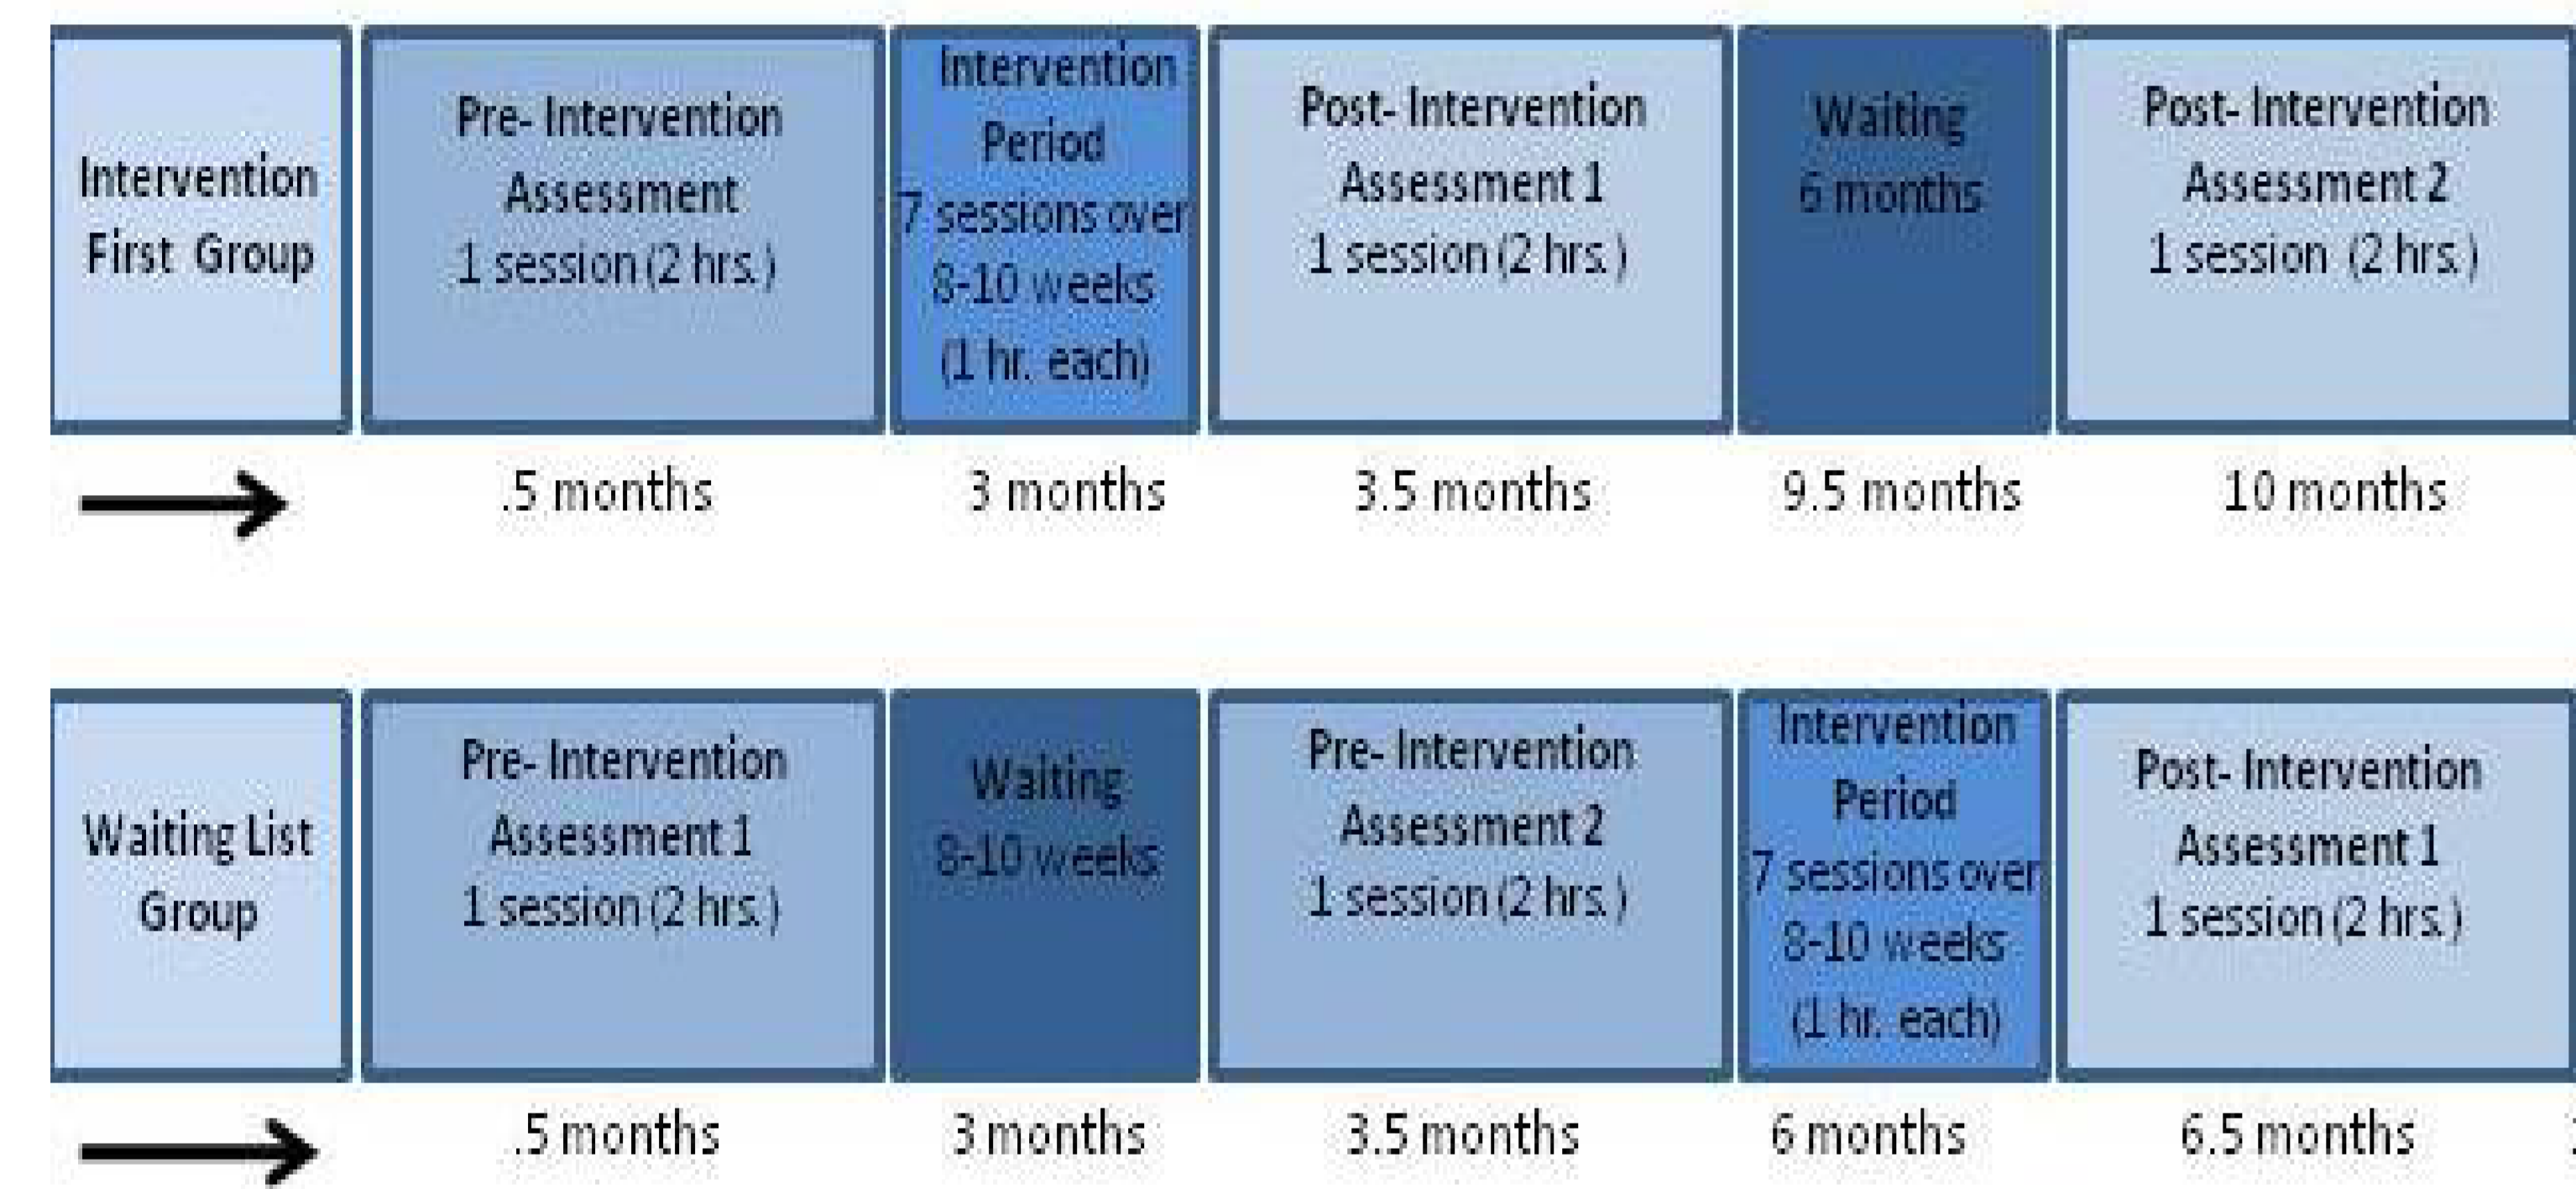 Intervention
First Group
Pre- Intervention
Assessment
1 session (2 hrs.)
Intervention
Period
7 sessions over
8-10 weeks
(1 hr. each)
Post- Intervention
Assessment 1
1 session (2 hrs.)
Waiting
6 months
Post- Intervention
Assessment 2
1 session (2 hrs.)
.5 months
3 months
3.5 months
9.5 months
10 months
Waiting List
Group
Pre- Intervention
Assessment 1
1 session (2 hrs.)
Waiting
8-10 weeks
Pre- Intervention
Assessment 2
1 session (2 hrs.)
Intervention
Period
7 sessions over
8-10 weeks
(1 hr. each)
Post- Intervention
Assessment 1
1 session (2 hrs.)
.5 months
3 months
3.5 months
6 months
6.5 months